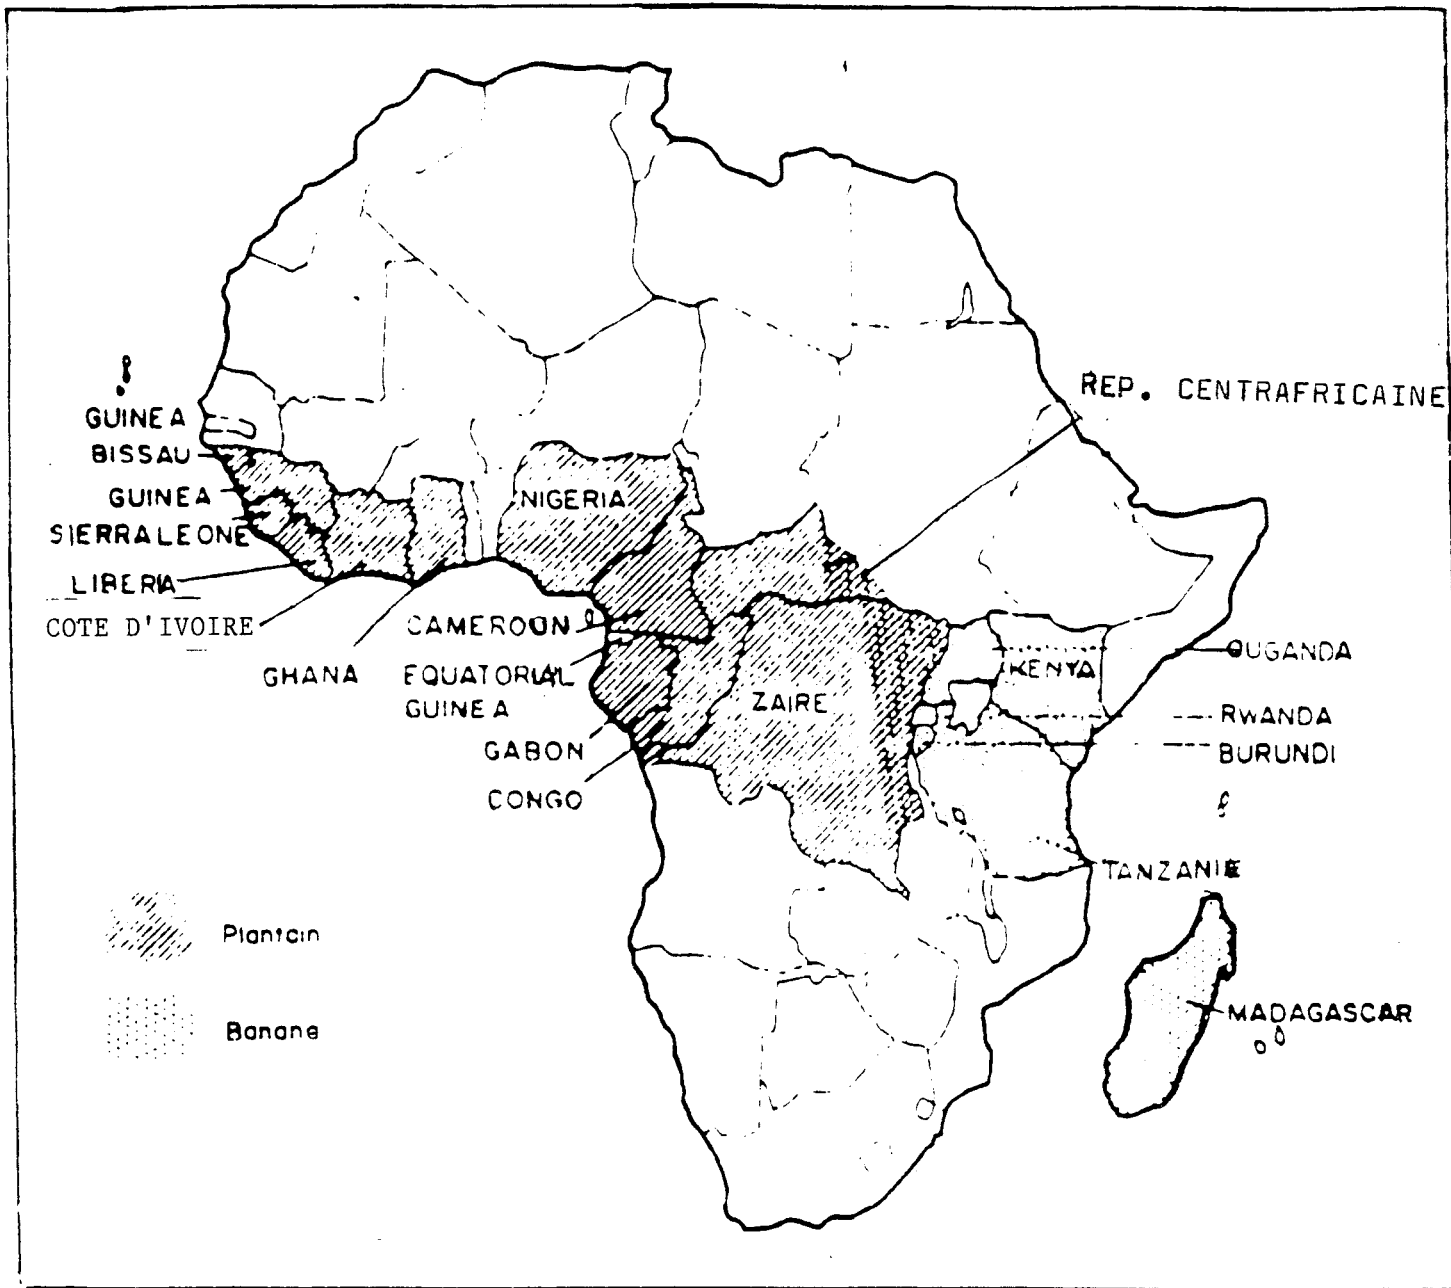 REP. CENTRAFRICAINE
GUINEA
BISSAU
GUINEA
SIERRALEONE
LIBERIA
COTE D'IVOIRE
GHANA
NIGERIA
CAMEROON
EQUATORIAL
GUINEA
GABON
CONGO
ZAIRE
KENYA
OUGANDA
RWANDA
BURUNDI
TANZANIE
MADAGASCAR
Plantain
Banane